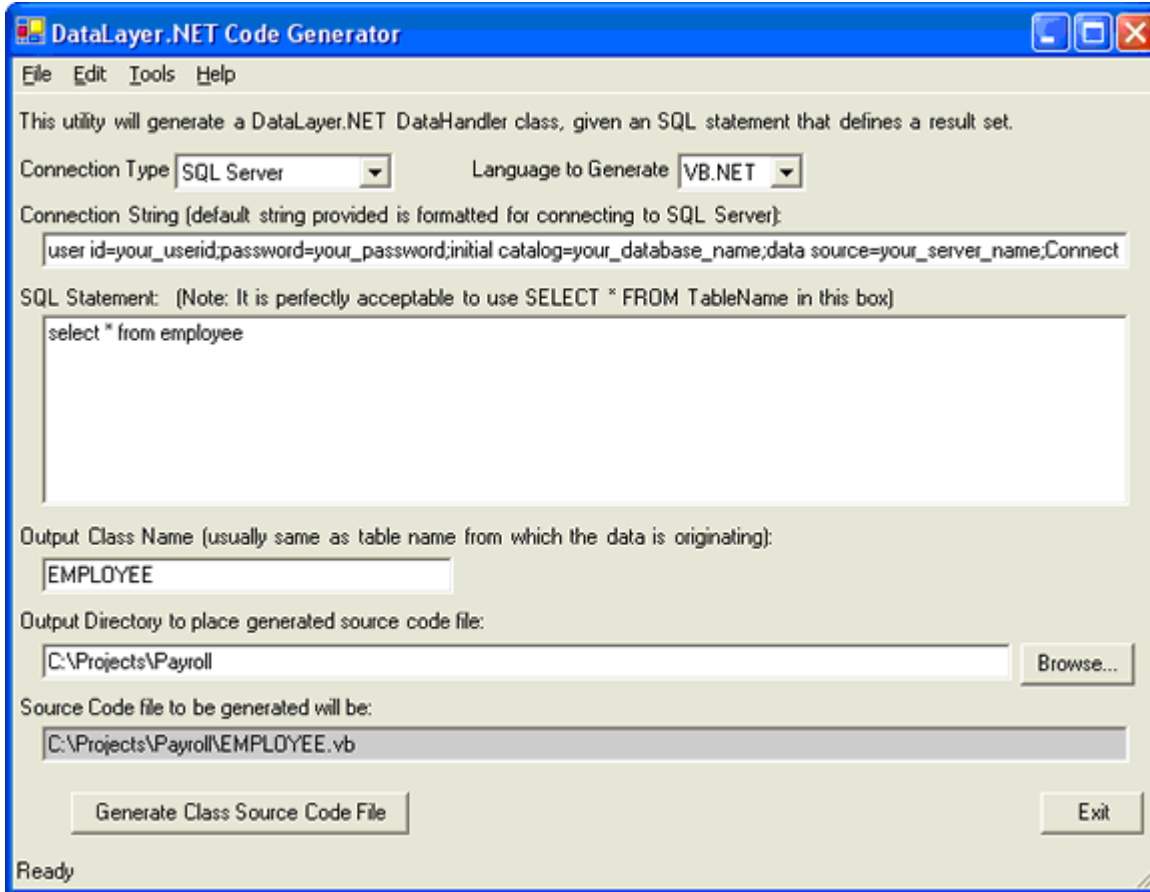 DataLayer.NET Code Generator
File Edit Tools Help
This utility will generate a DataLayer.NET DataHandler class, given an SQL statement that defines a result set.
Connection Type SQL Server Language to Generate VB.NET
Connection String (default string provided is formatted for connecting to SQL Server):
user id=your_userid;password=your_password;initial catalog=your_database_name;data source=your_server_name;Connect
SQL Statement: (Note: It is perfectly acceptable to use SELECT * FROM TableName in this box)
select * from employee
Output Class Name (usually same as table name from which the data is originating):
EMPLOYEE
Output Directory to place generated source code file:
C:\Projects\Payroll Browse...
Source Code file to be generated will be:
C:\Projects\Payroll\EMPLOYEE.vb
Generate Class Source Code File Exit
Ready